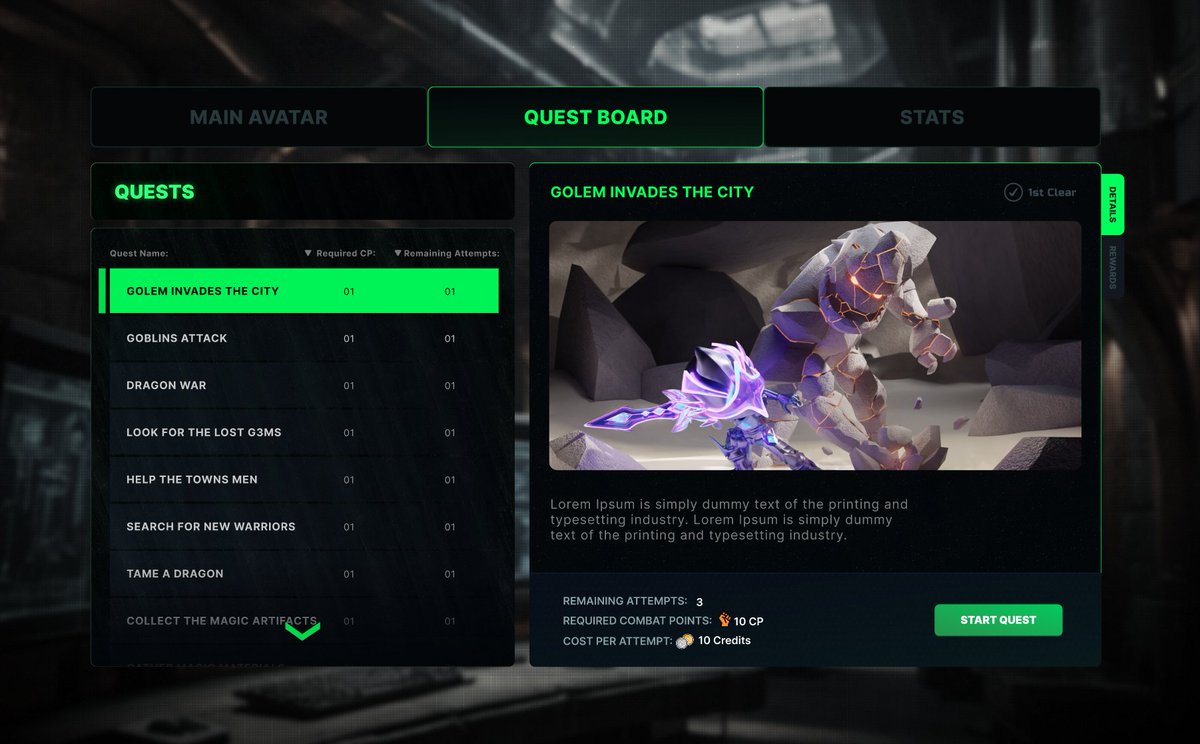 MAIN AVATAR
QUEST BOARD
STATS
QUESTS
Quest Name:
▼ Required CP:
▼ Remaining Attempts:
GOLEM INVADES THE CITY 01 01
GOBLINS ATTACK 01 01
DRAGON WAR 01 01
LOOK FOR THE LOST G3MS 01 01
HELP THE TOWNS MEN 01 01
SEARCH FOR NEW WARRIORS 01 01
TAME A DRAGON 01 01
COLLECT THE MAGIC ARTIFACTS 01 01
GOLEM INVADES THE CITY
1st Clear
DETAILS
REWARDS
Lorem Ipsum is simply dummy text of the printing and
typesetting industry. Lorem Ipsum is simply dummy
text of the printing and typesetting industry.
REMAINING ATTEMPTS: 3
REQUIRED COMBAT POINTS: 10 CP
COST PER ATTEMPT: 10 Credits
START QUEST